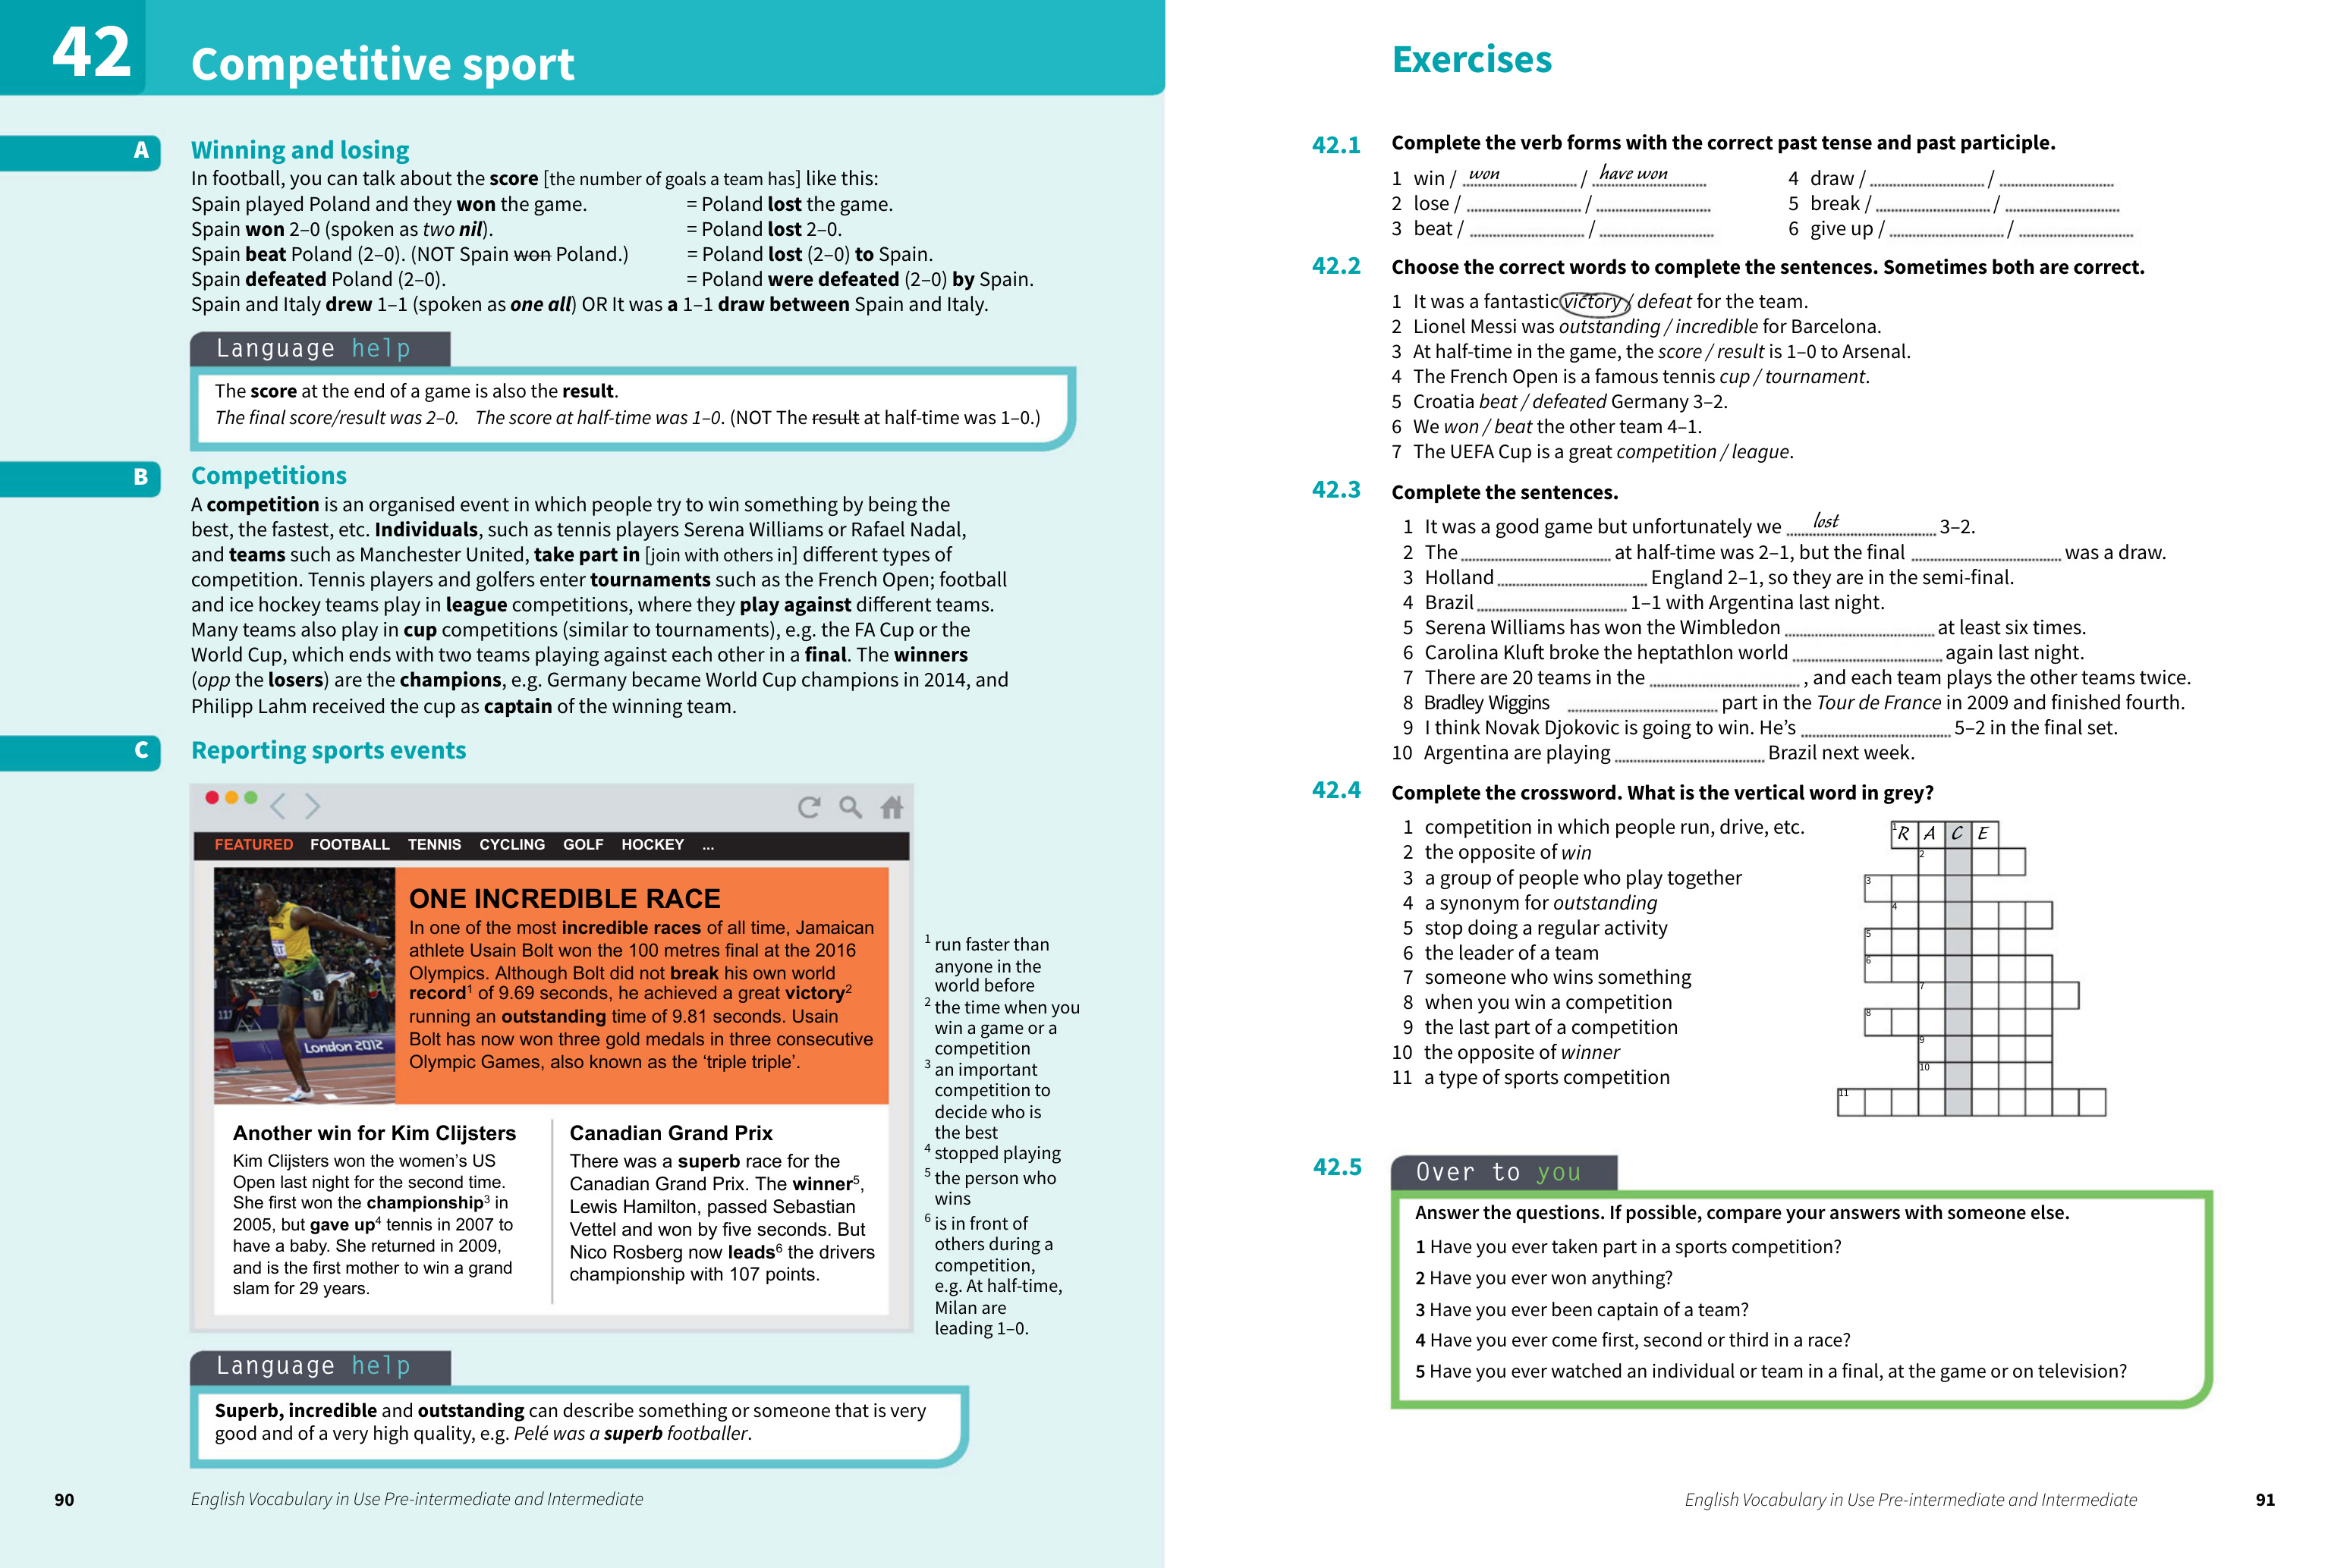 42
Competitive sport
A
Winning and losing
In football, you can talk about the score [the number of goals a team has] like this:
Spain played Poland and they won the game. = Poland lost the game.
Spain won 2–0 (spoken as two nil). = Poland lost 2–0.
Spain beat Poland (2–0). (NOT Spain won Poland.) = Poland lost (2–0) to Spain.
Spain defeated Poland (2–0). = Poland were defeated (2–0) by Spain.
Spain and Italy drew 1–1 (spoken as one all) OR It was a 1–1 draw between Spain and Italy.
Language help
The score at the end of a game is also the result.
The final score/result was 2–0. The score at half-time was 1–0. (NOT The result at half-time was 1–0.)
B
Competitions
A competition is an organised event in which people try to win something by being the
best, the fastest, etc. Individuals, such as tennis players Serena Williams or Rafael Nadal,
and teams such as Manchester United, take part in [join with others in] different types of
competition. Tennis players and golfers enter tournaments such as the French Open; football
and ice hockey teams play in league competitions, where they play against different teams.
Many teams also play in cup competitions (similar to tournaments), e.g. the FA Cup or the
World Cup, which ends with two teams playing against each other in a final. The winners
(opp the losers) are the champions, e.g. Germany became World Cup champions in 2014, and
Philipp Lahm received the cup as captain of the winning team.
C
Reporting sports events
FEATURED FOOTBALL TENNIS CYCLING GOLF HOCKEY ...
ONE INCREDIBLE RACE
In one of the most incredible races of all time, Jamaican
athlete Usain Bolt won the 100 metres final at the 2016
Olympics. Although Bolt did not break his own world
record1 of 9.69 seconds, he achieved a great victory2
running an outstanding time of 9.81 seconds. Usain
Bolt has now won three gold medals in three consecutive
Olympic Games, also known as the ‘triple triple’.
London 2012
Another win for Kim Clijsters
Kim Clijsters won the women’s US
Open last night for the second time.
She first won the championship3 in
2005, but gave up4 tennis in 2007 to
have a baby. She returned in 2009,
and is the first mother to win a grand
slam for 29 years.
Canadian Grand Prix
There was a superb race for the
Canadian Grand Prix. The winner5,
Lewis Hamilton, passed Sebastian
Vettel and won by five seconds. But
Nico Rosberg now leads6 the drivers
championship with 107 points.
1 run faster than
anyone in the
world before
2 the time when you
win a game or a
competition
3 an important
competition to
decide who is
the best
4 stopped playing
5 the person who
wins
6 is in front of
others during a
competition,
e.g. At half-time,
Milan are
leading 1–0.
Language help
Superb, incredible and outstanding can describe something or someone that is very
good and of a very high quality, e.g. Pelé was a superb footballer.
90
English Vocabulary in Use Pre-intermediate and Intermediate
Exercises
42.1 Complete the verb forms with the correct past tense and past participle.
1 win / won / have won
2 lose / /
3 beat / /
4 draw / /
5 break / /
6 give up / /
42.2 Choose the correct words to complete the sentences. Sometimes both are correct.
1 It was a fantastic victory / defeat for the team.
2 Lionel Messi was outstanding / incredible for Barcelona.
3 At half-time in the game, the score / result is 1–0 to Arsenal.
4 The French Open is a famous tennis cup / tournament.
5 Croatia beat / defeated Germany 3–2.
6 We won / beat the other team 4–1.
7 The UEFA Cup is a great competition / league.
42.3 Complete the sentences.
1 It was a good game but unfortunately we lost 3–2.
2 The at half-time was 2–1, but the final was a draw.
3 Holland England 2–1, so they are in the semi-final.
4 Brazil 1–1 with Argentina last night.
5 Serena Williams has won the Wimbledon at least six times.
6 Carolina Kluft broke the heptathlon world again last night.
7 There are 20 teams in the , and each team plays the other teams twice.
8 Bradley Wiggins part in the Tour de France in 2009 and finished fourth.
9 I think Novak Djokovic is going to win. He’s 5–2 in the final set.
10 Argentina are playing Brazil next week.
42.4 Complete the crossword. What is the vertical word in grey?
1 competition in which people run, drive, etc.
2 the opposite of win
3 a group of people who play together
4 a synonym for outstanding
5 stop doing a regular activity
6 the leader of a team
7 someone who wins something
8 when you win a competition
9 the last part of a competition
10 the opposite of winner
11 a type of sports competition
1 R A C E
2
3
4
5
6
7
8
9
10
11
42.5 Over to you
Answer the questions. If possible, compare your answers with someone else.
1 Have you ever taken part in a sports competition?
2 Have you ever won anything?
3 Have you ever been captain of a team?
4 Have you ever come first, second or third in a race?
5 Have you ever watched an individual or team in a final, at the game or on television?
English Vocabulary in Use Pre-intermediate and Intermediate
91